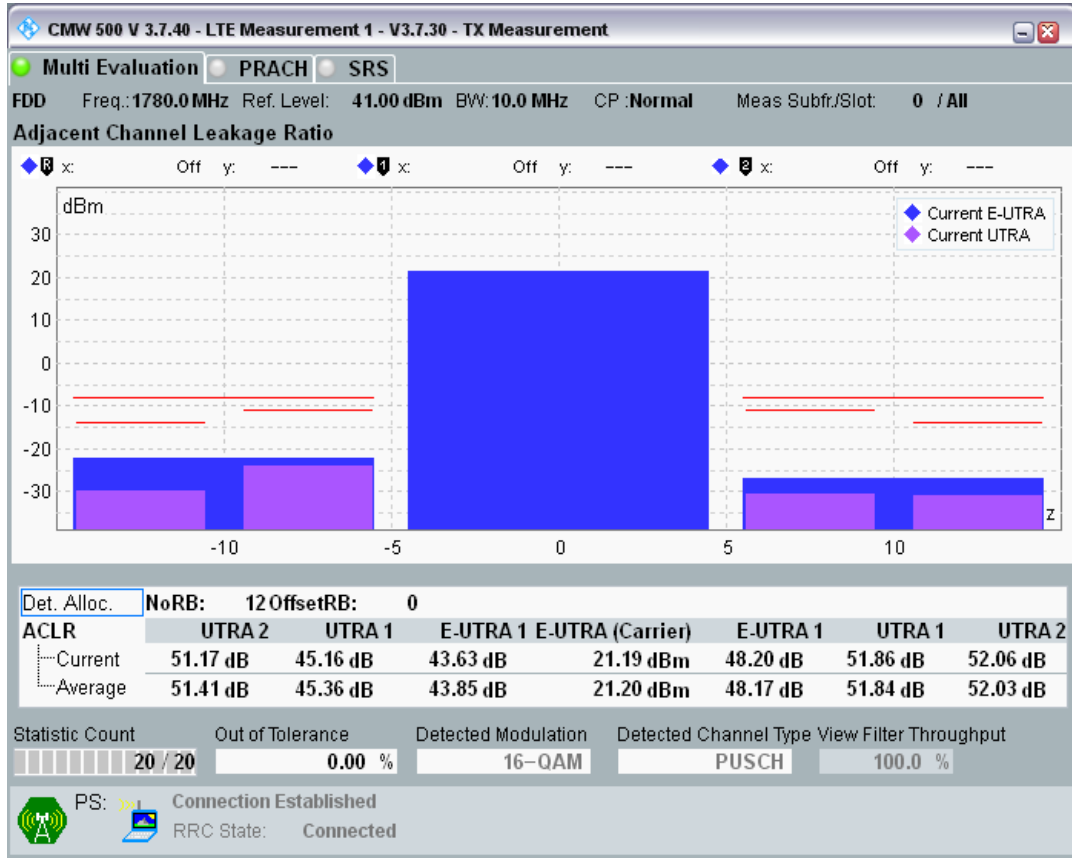 CMW 500 V 3.7.40 - LTE Measurement 1 - V3.7.30 - TX Measurement
Multi Evaluation PRACH SRS
FDD Freq.: 1780.0 MHz Ref. Level: 41.00 dBm BW: 10.0 MHz CP :Normal Meas Subfr./Slot: 0 / All
Adjacent Channel Leakage Ratio
R x: Off y: --- 1 x: Off y: --- 2 x: Off y: ---
dBm
Current E-UTRA
Current UTRA
30
20
10
0
-10
-20
-30
z
-10 -5 0 5 10
Det. Alloc. NoRB: 12 OffsetRB: 0
ACLR UTRA 2 UTRA 1 E-UTRA 1 E-UTRA (Carrier) E-UTRA 1 UTRA 1 UTRA 2
Current 51.17 dB 45.16 dB 43.63 dB 21.19 dBm 48.20 dB 51.86 dB 52.06 dB
Average 51.41 dB 45.36 dB 43.85 dB 21.20 dBm 48.17 dB 51.84 dB 52.03 dB
Statistic Count Out of Tolerance Detected Modulation Detected Channel Type View Filter Throughput
20 / 20 0.00 % 16-QAM PUSCH 100.0 %
PS: Connection Established
RRC State: Connected